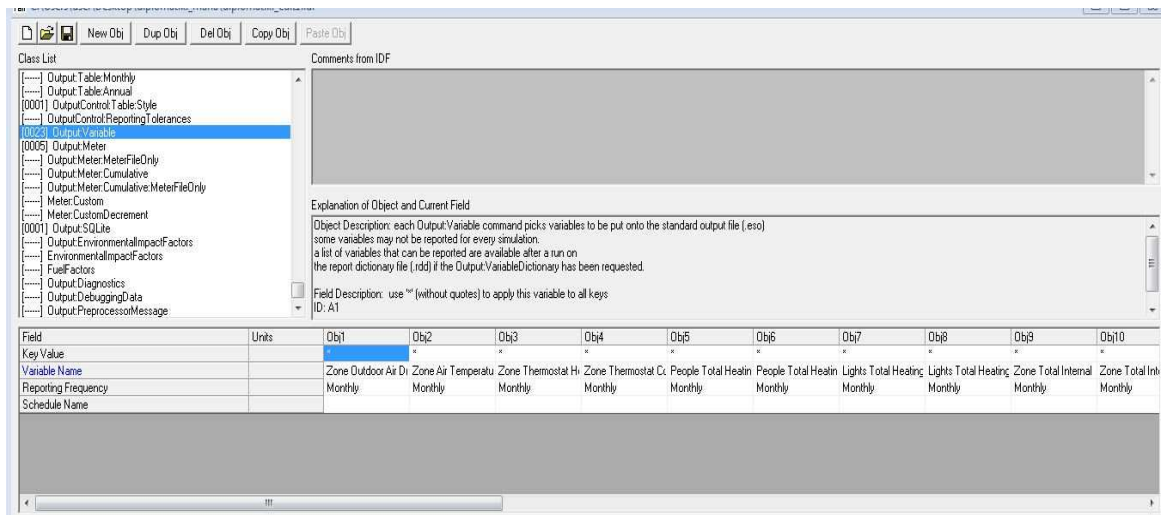 New Obj Dup Obj Del Obj Copy Obj Paste Obj
Class List
[------] Output:Table:Monthly
[------] Output:Table:Annual
[0001] OutputControl:Table:Style
[------] OutputControl:ReportingTolerances
[0023] Output:Variable
[0005] Output:Meter
[------] Output:Meter:MeterFileOnly
[------] Output:Meter:Cumulative
[------] Output:Meter:Cumulative:MeterFileOnly
[------] Meter:Custom
[------] Meter:CustomDecrement
[0001] Output:SQLite
[------] Output:EnvironmentalImpactFactors
[------] EnvironmentalImpactFactors
[------] FuelFactors
[------] Output:Diagnostics
[------] Output:DebuggingData
[------] Output:PreprocessorMessage
Comments from IDF
Explanation of Object and Current Field
Object Description: each Output:Variable command picks variables to be put onto the standard output file (.eso)
some variables may not be reported for every simulation.
a list of variables that can be reported are available after a run on
the report dictionary file (.rdd) if the Output:VariableDictionary has been requested.
Field Description: use '*' (without quotes) to apply this variable to all keys
ID: A1
Field Units Obj1 Obj2 Obj3 Obj4 Obj5 Obj6 Obj7 Obj8 Obj9 Obj10
Key Value * * * * * * * * * *
Variable Name Zone Outdoor Air Zone Air Temperatu Zone Thermostat Zone Thermostat People Total Heatin People Total Heatin Lights Total Heating Lights Total Heating Zone Total Internal Zone Total Int
Reporting Frequency Monthly Monthly Monthly Monthly Monthly Monthly Monthly Monthly Monthly Monthly
Schedule Name